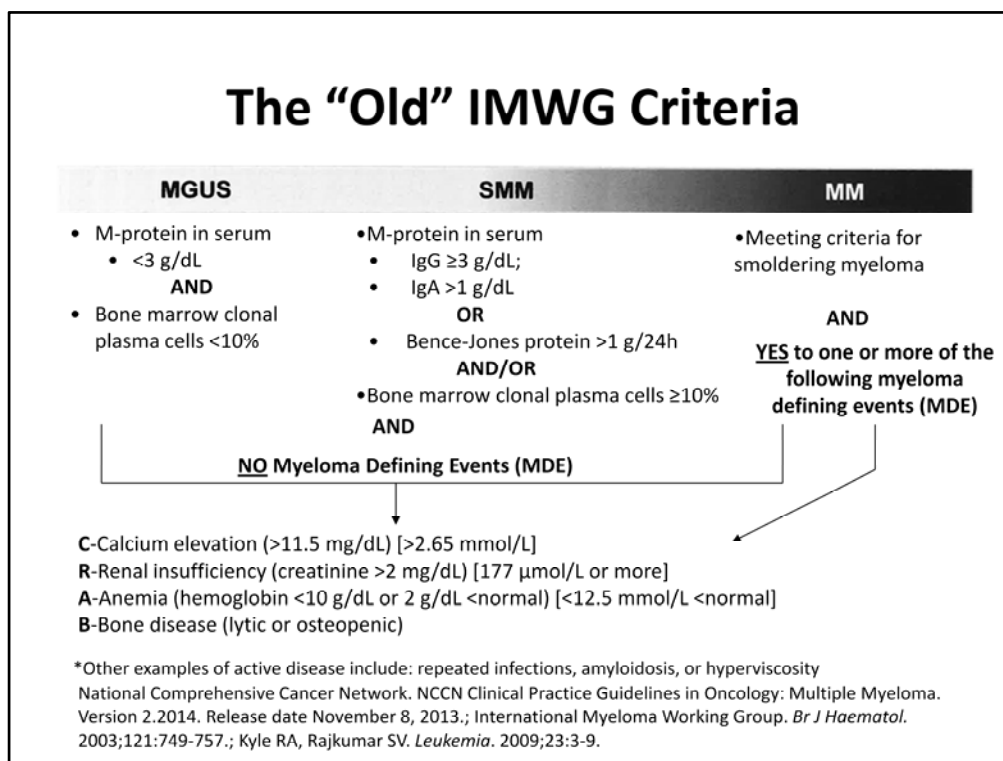 The “Old” IMWG Criteria
MGUS
SMM
MM
• M-protein in serum
• <3 g/dL
AND
• Bone marrow clonal
plasma cells <10%
•M-protein in serum
• IgG ≥3 g/dL;
• IgA >1 g/dL
OR
• Bence-Jones protein >1 g/24h
AND/OR
•Bone marrow clonal plasma cells ≥10%
AND
•Meeting criteria for
smoldering myeloma
AND
YES to one or more of the
following myeloma
defining events (MDE)
NO Myeloma Defining Events (MDE)
C-Calcium elevation (>11.5 mg/dL) [>2.65 mmol/L]
R-Renal insufficiency (creatinine >2 mg/dL) [177 μmol/L or more]
A-Anemia (hemoglobin <10 g/dL or 2 g/dL <normal) [<12.5 mmol/L <normal]
B-Bone disease (lytic or osteopenic)
*Other examples of active disease include: repeated infections, amyloidosis, or hyperviscosity
National Comprehensive Cancer Network. NCCN Clinical Practice Guidelines in Oncology: Multiple Myeloma.
Version 2.2014. Release date November 8, 2013.; International Myeloma Working Group. Br J Haematol.
2003;121:749-757.; Kyle RA, Rajkumar SV. Leukemia. 2009;23:3-9.